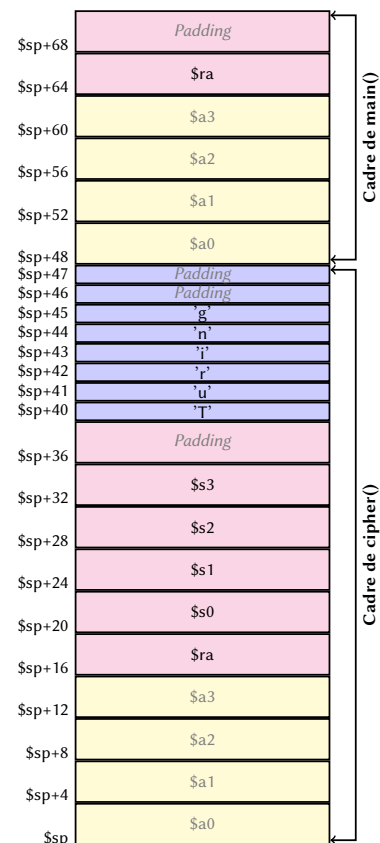 Padding
$sp+68
$ra
$sp+64
$a3
$sp+60
$a2
$sp+56
$a1
$sp+52
$a0
$sp+48
Padding
$sp+47
Padding
$sp+46
'g'
$sp+45
'n'
$sp+44
'i'
$sp+43
'r'
$sp+42
'u'
$sp+41
'T'
$sp+40
Padding
$sp+36
$s3
$sp+32
$s2
$sp+28
$s1
$sp+24
$s0
$sp+20
$ra
$sp+16
$a3
$sp+12
$a2
$sp+8
$a1
$sp+4
$a0
$sp
Cadre de main()
Cadre de cipher()